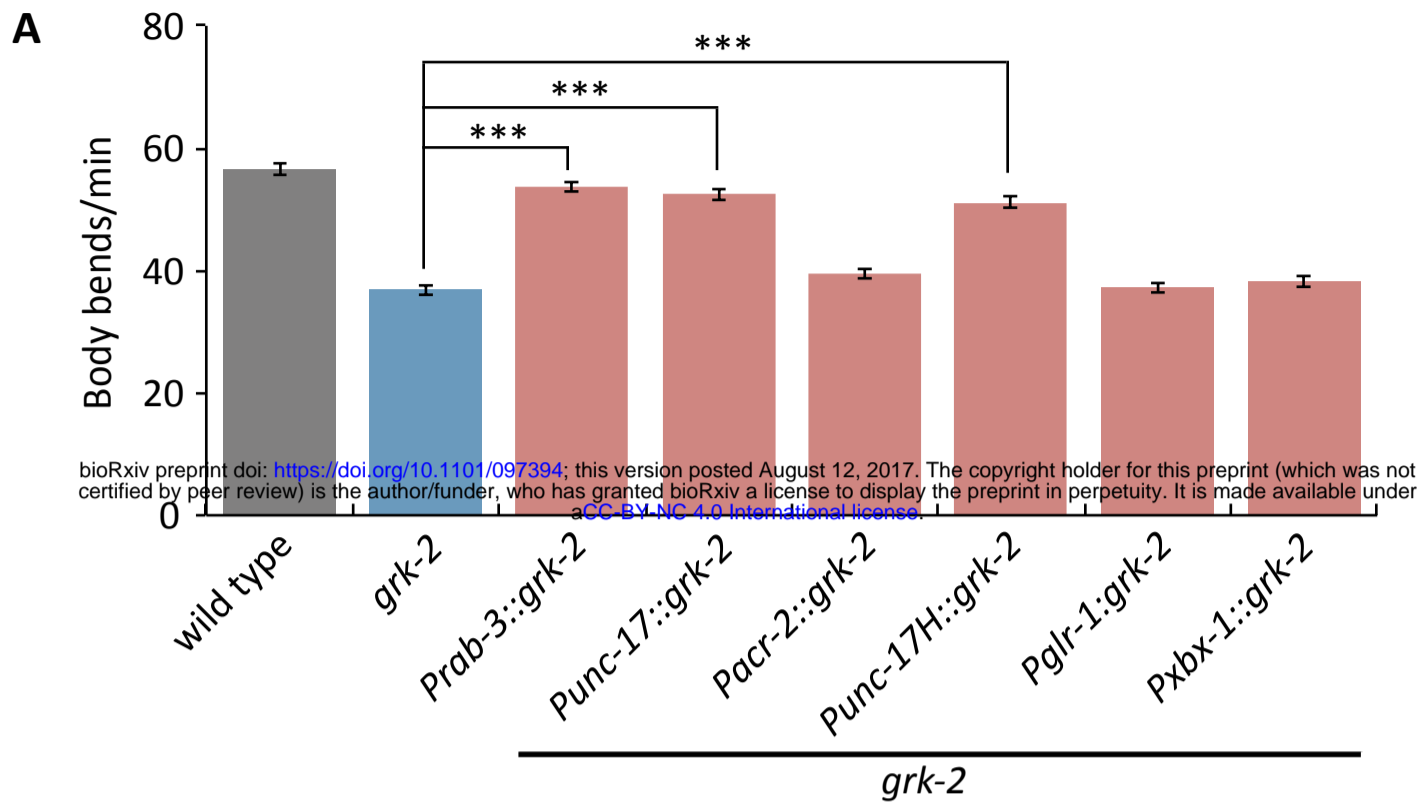 A
80
60
40
20
0
Body bends/min
***
***
***
bioRxiv preprint doi: https://doi.org/10.1101/097394; this version posted August 12, 2017. The copyright holder for this preprint (which was not
certified by peer review) is the author/funder, who has granted bioRxiv a license to display the preprint in perpetuity. It is made available under
aCC-BY-NC 4.0 International license.
wild type
grk-2
Prab-3::grk-2
Punc-17::grk-2
Pacr-2::grk-2
Punc-17H::grk-2
Pglr-1:grk-2
Pxbx-1::grk-2
grk-2